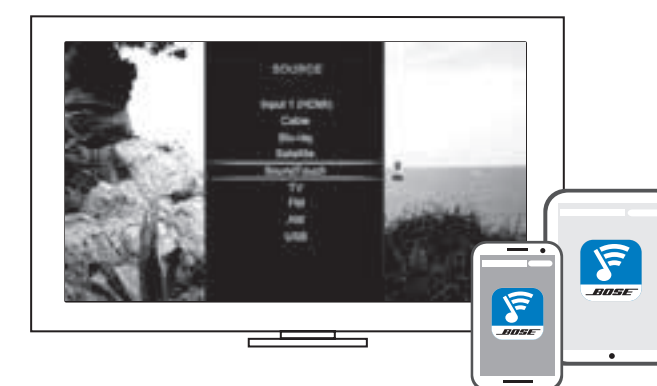 SOURCE
Input 1 (HDMI)
Cable
Blu-ray
Satellite
SoundTouch
TV
FM
AM
USB
BOSE
BOSE